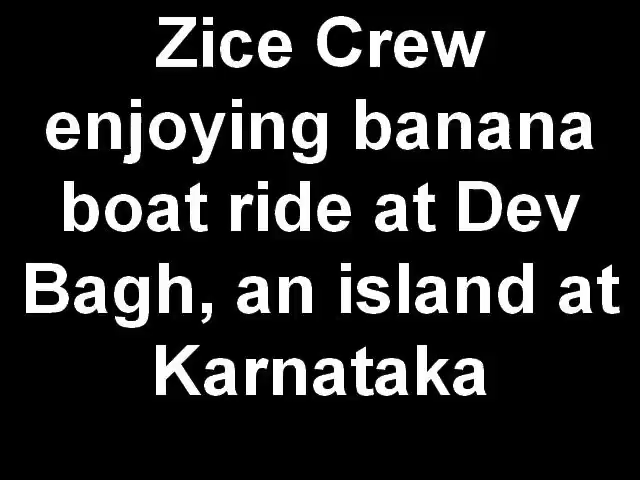 Zice Crew
enjoying banana
boat ride at Dev
Bagh, an island at
Karnataka